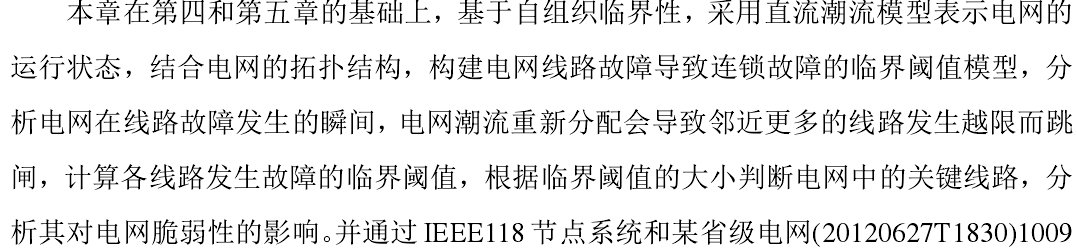 本章在第四和第五章的基础上，基于自组织临界性，采用直流潮流模型表示电网的
运行状态，结合电网的拓扑结构，构建电网线路故障导致连锁故障的临界阈值模型，分
析电网在线路故障发生的瞬间，电网潮流重新分配会导致邻近更多的线路发生越限而跳
闸，计算各线路发生故障的临界阈值，根据临界阈值的大小判断电网中的关键线路，分
析其对电网脆弱性的影响。并通过 IEEE118 节点系统和某省级电网(20120627T1830)1009